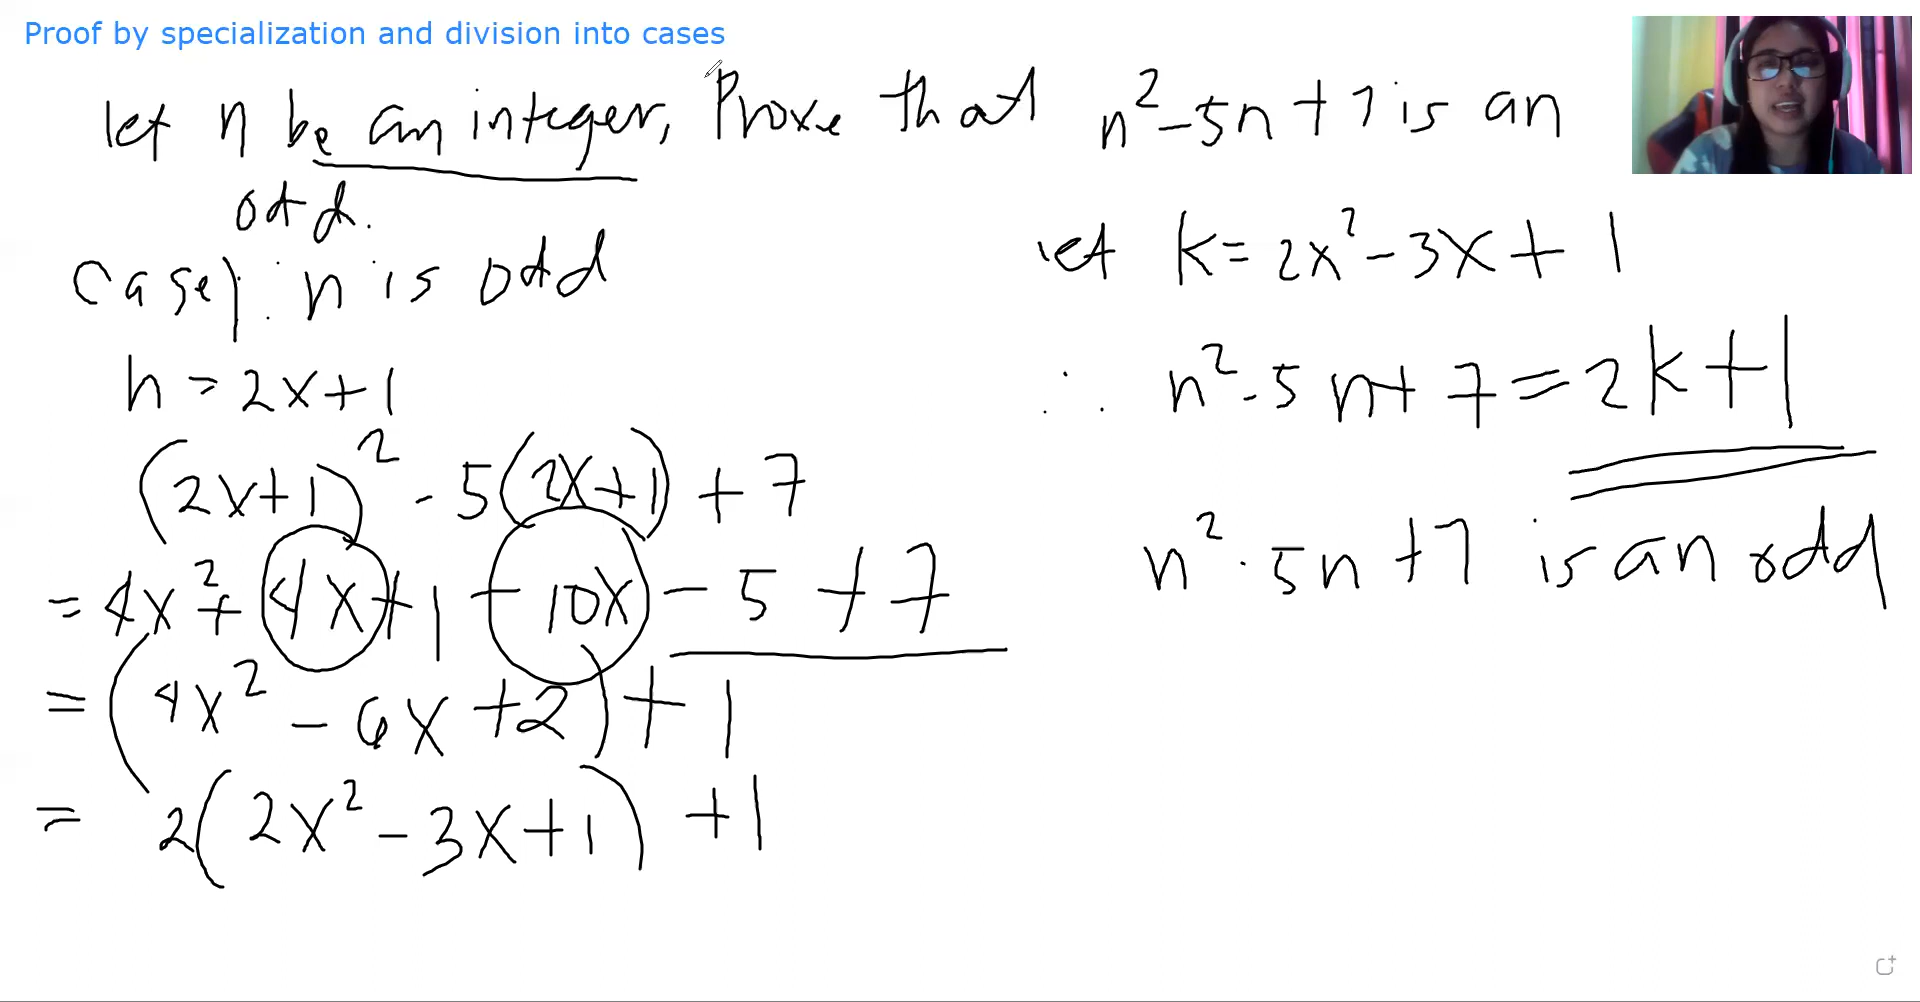 Proof by specialization and division into cases
let n be an integer, Prove that n² - 5n + 7 is an
odd.
Case 1: n is odd
n = 2x+1
(2x+1)² - 5(2x+1) + 7
= 4x² + 4x + 1 - 10x - 5 + 7
= (4x² - 6x + 2) + 1
= 2(2x² - 3x + 1) + 1
let k = 2x² - 3x + 1
∴ n² - 5n + 7 = 2k + 1
n² - 5n + 7 is an odd